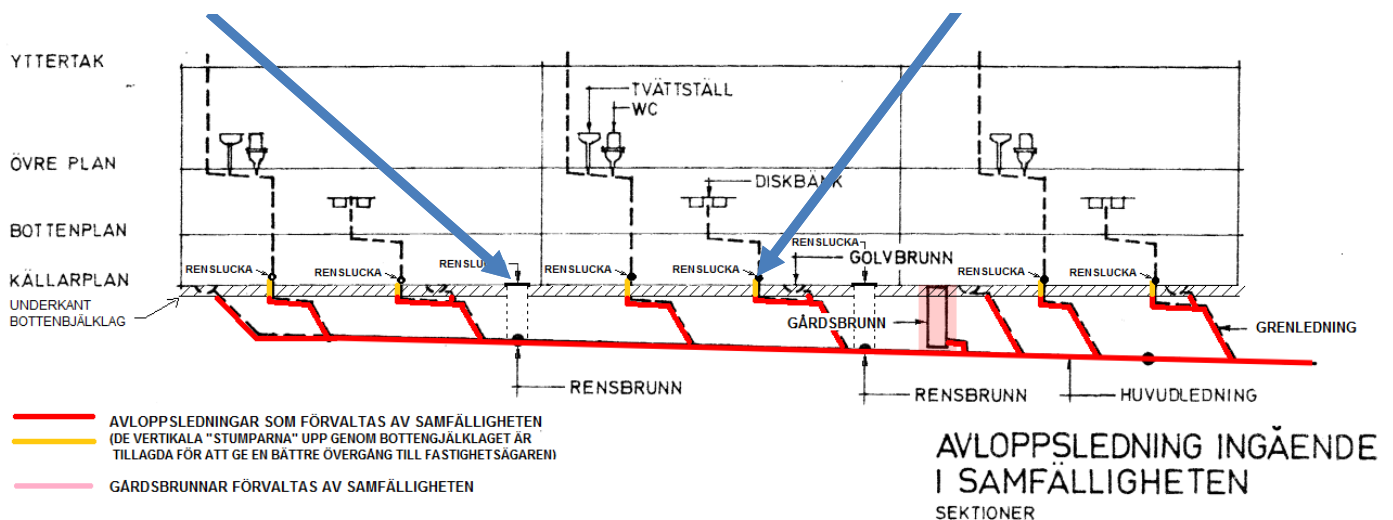 YTTERTAK
TVÄTTSTÄLL
WC
ÖVRE PLAN
DISKBÄNK
BOTTENPLAN
RENSLUCKA
GOLVBRUNN
KÄLLARPLAN
RENSLUCKA
RENSLUCKA
RENSLUCKA
RENSLUCKA
RENSLUCKA
RENSLUCKA
UNDERKANT
BOTTENBJÄLKLAG
GÅRDSBRUNN
GRENLEDNING
RENSBRUNN
RENSBRUNN
HUVUDLEDNING
AVLOPPSLEDNINGAR SOM FÖRVALTAS AV SAMFÄLLIGHETEN
(DE VERTIKALA "STUMPARNA" UPP GENOM BOTTENGJÄLKLAGET ÄR
TILLAGDA FÖR ATT GE EN BÄTTRE ÖVERGÅNG TILL FASTIGHETSÄGAREN)
GÅRDSBRUNNAR FÖRVALTAS AV SAMFÄLLIGHETEN
AVLOPPSLEDNING INGÅENDE
I SAMFÄLLIGHETEN
SEKTIONER